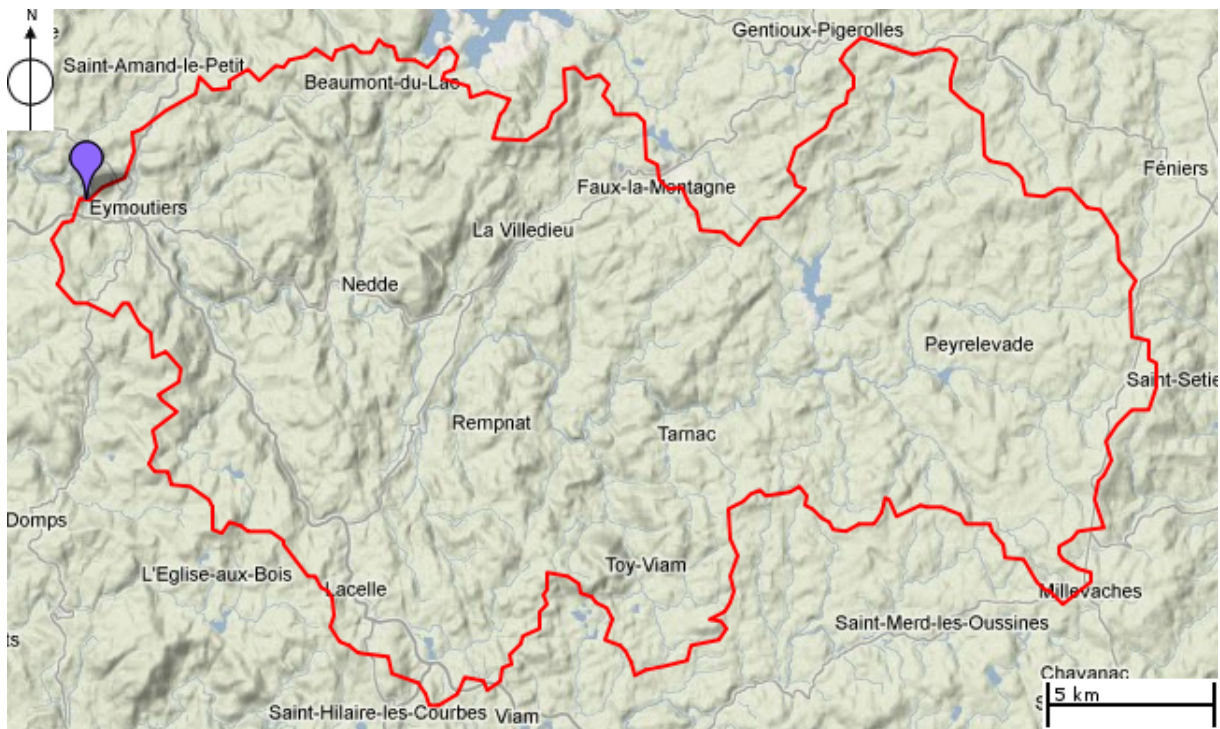 N
Gentioux-Pigerolles
Saint-Amand-le-Petit
Beaumont-du-Lac
Féniers
Faux-la-Montagne
Eymoutiers
La Villedieu
Nedde
Peyrelevade
Saint-Setie
Rempnat
Tarnac
Domps
Toy-Viam
L'Eglise-aux-Bois
Lacelle
Millevaches
Saint-Merd-les-Oussines
Chavanac
5 km
Saint-Hilaire-les-Courbes
Viam